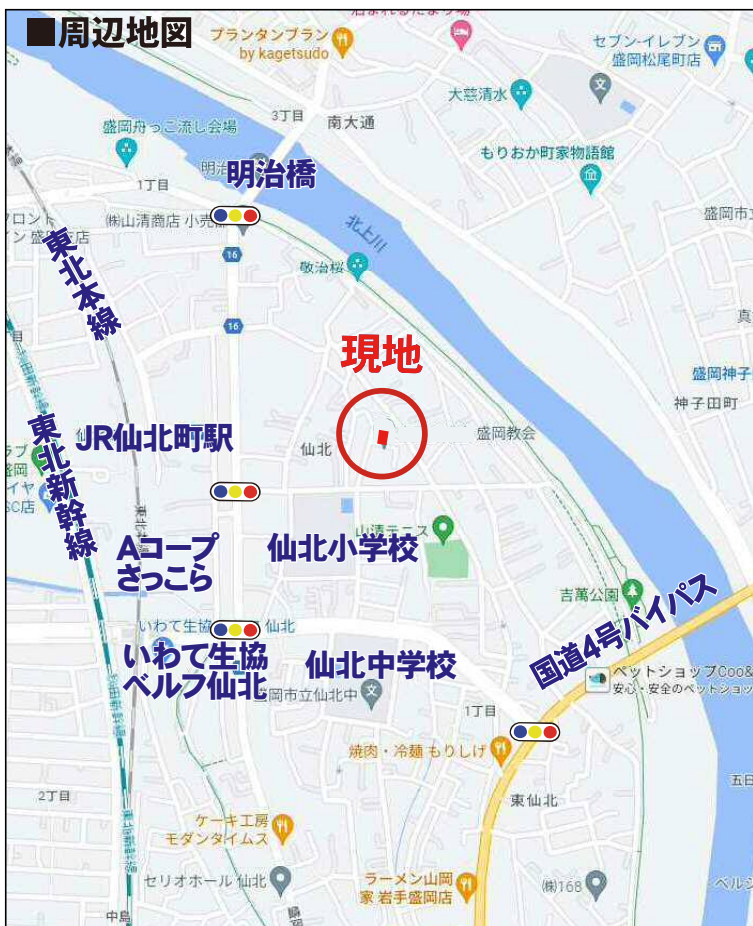 ■周辺地図
プランタンブラン
by kagetsudo
セブン-イレブン
盛岡松尾町店
大慈清水
3丁目
南大通
盛岡舟っこ流し会場
もりおか町家物語館
明治橋
1丁目
㈱山清商店 小売
北上川
盛岡市
東北本線
16
敬治桜
16
現地
盛岡神子
神子田町
JR仙北町駅
仙北
盛岡教会
東北新幹線
山清テニス
Aコープ
さっこら
仙北小学校
吉萬公園
国道4号バイパス
いわて生協
仙北
いわて生協
ベルフ仙北
仙北中学校
盛岡市立仙北中
ペットショップCoo&
安心・安全のペットショッ
1丁目
焼肉・冷麺 もりしげ
東仙北
2丁目
ケーキ工房
モダンタイムス
セリオホール 仙北
ラーメン山岡
家 岩手盛岡店
㈱168
中島